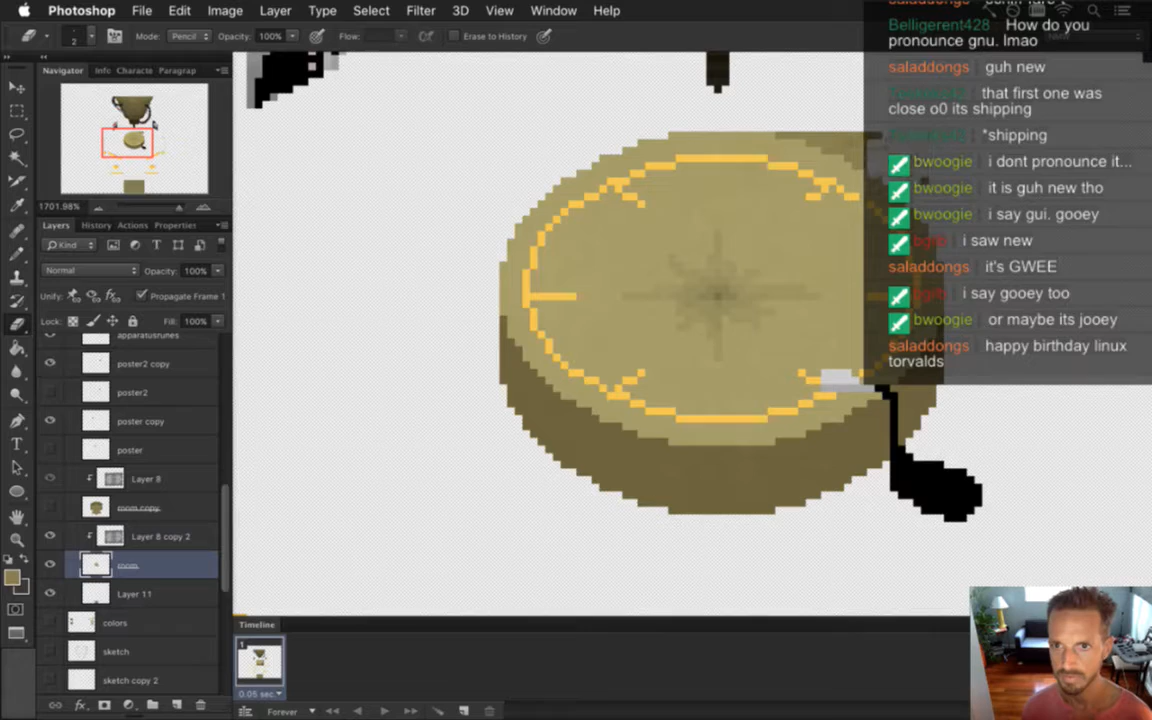 Photoshop File Edit Image Layer Type Select Filter 3D View Window Help
2 Mode: Pencil Opacity: 100% Flow: Erase to History
Navigator Info Characte Paragrap
1701.98%
Layers History Actions Properties
Kind
Normal Opacity: 100%
Unify: Propagate Frame 1
Lock: Fill: 100%
apparatusrunes
poster2 copy
poster2
poster copy
poster
Layer 8
room copy
Layer 8 copy 2
room
Layer 11
colors
sketch
sketch copy 2
Timeline
1
0.05 sec.
Forever
Belligerent428 How do you
pronounce gnu. lmao
saladdongs guh new
that first one was
close o0 its shipping
*shipping
bwoogie i dont pronounce it...
bwoogie it is guh new tho
bwoogie i say gui. gooey
i saw new
saladdongs it's GWEE
i say gooey too
bwoogie or maybe its jooey
saladdongs happy birthday linux
torvalds